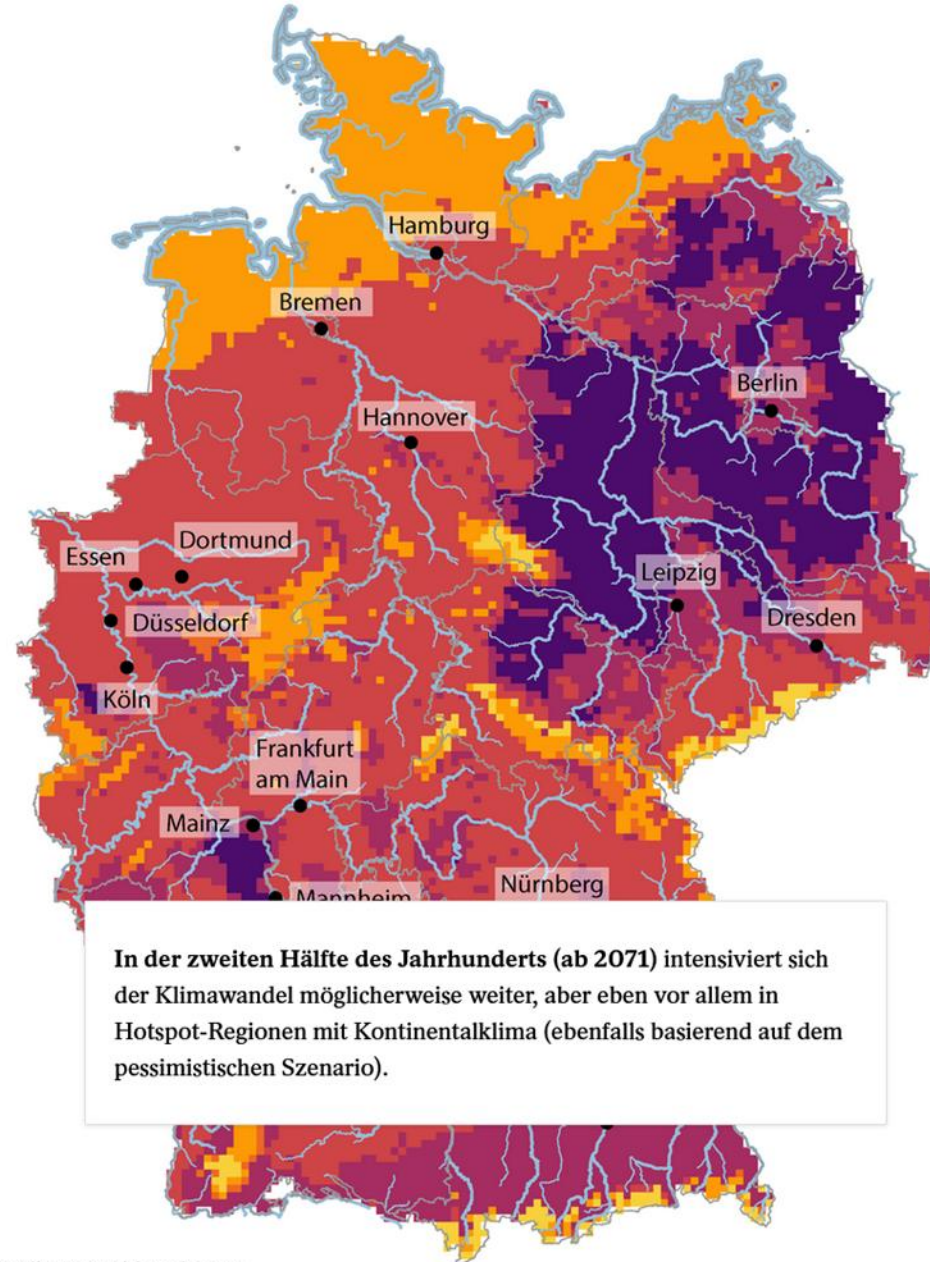 Hamburg
Bremen
Berlin
Hannover
Dortmund
Essen
Leipzig
Düsseldorf
Dresden
Köln
Frankfurt
am Main
Mainz
Nürnberg
Mannheim
In der zweiten Hälfte des Jahrhunderts (ab 2071) intensiviert sich
der Klimawandel möglicherweise weiter, aber eben vor allem in
Hotspot-Regionen mit Kontinentalklima (ebenfalls basierend auf dem
pessimistischen Szenario).